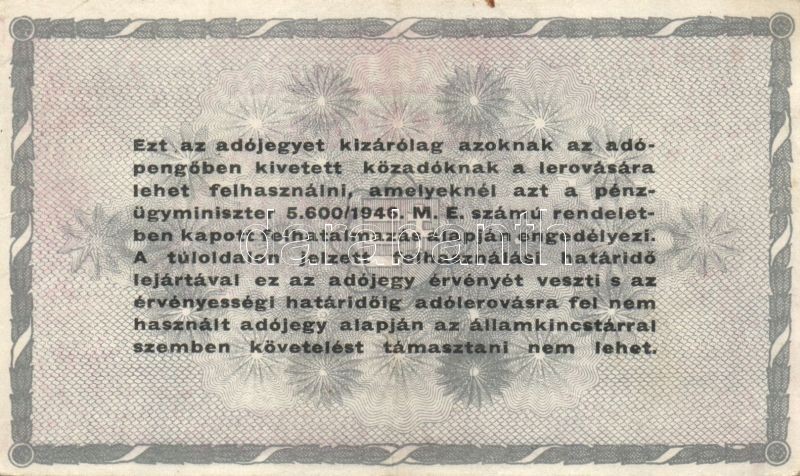 Ezt az adójegyet kizárólag azoknak az adó-
pengőben kivetett közadóknak a lerovására
lehet felhasználni, amelyeknél azt a pénz-
ügyminiszter 5.600/1946. M. E. számú rendelet-
ben kapott felhatalmazás alapján engedélyezi.
A túloldalon jelzett felhasználási határidő
lejártával ez az adójegy érvényét veszti s az
érvényességi határidőig adólerovásra fel nem
használt adójegy alapján az államkincstárral
szemben követelést támasztani nem lehet.